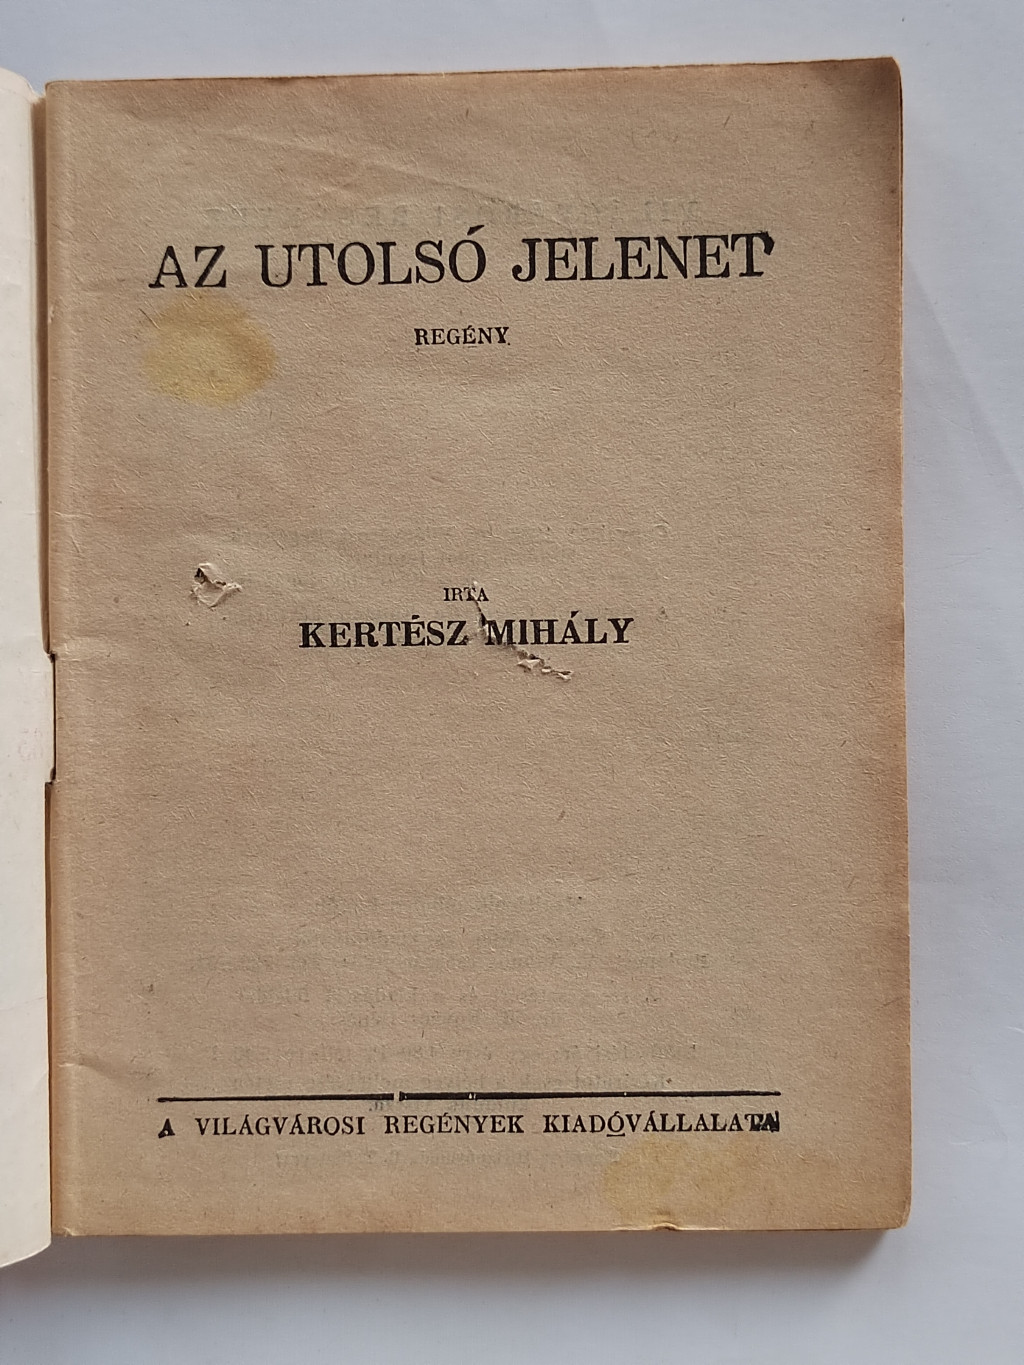 AZ UTOLSÓ JELENET
REGÉNY
IRTA
KERTÉSZ MIHÁLY
A VILÁGVÁROSI REGÉNYEK KIADÓVÁLLALATA